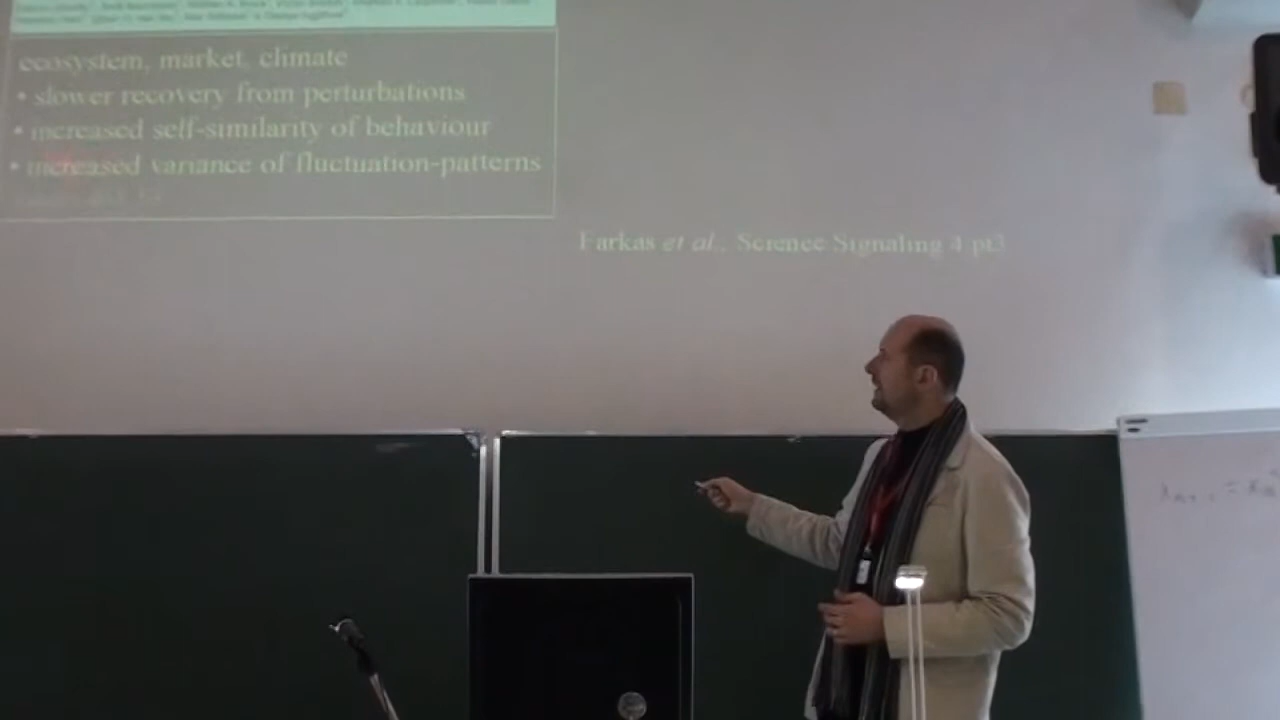 ecosystem, market, climate
• slower recovery from perturbations
• increased self-similarity of behaviour
• increased variance of fluctuation-patterns
Farkas et al., Science Signaling 4 pt3